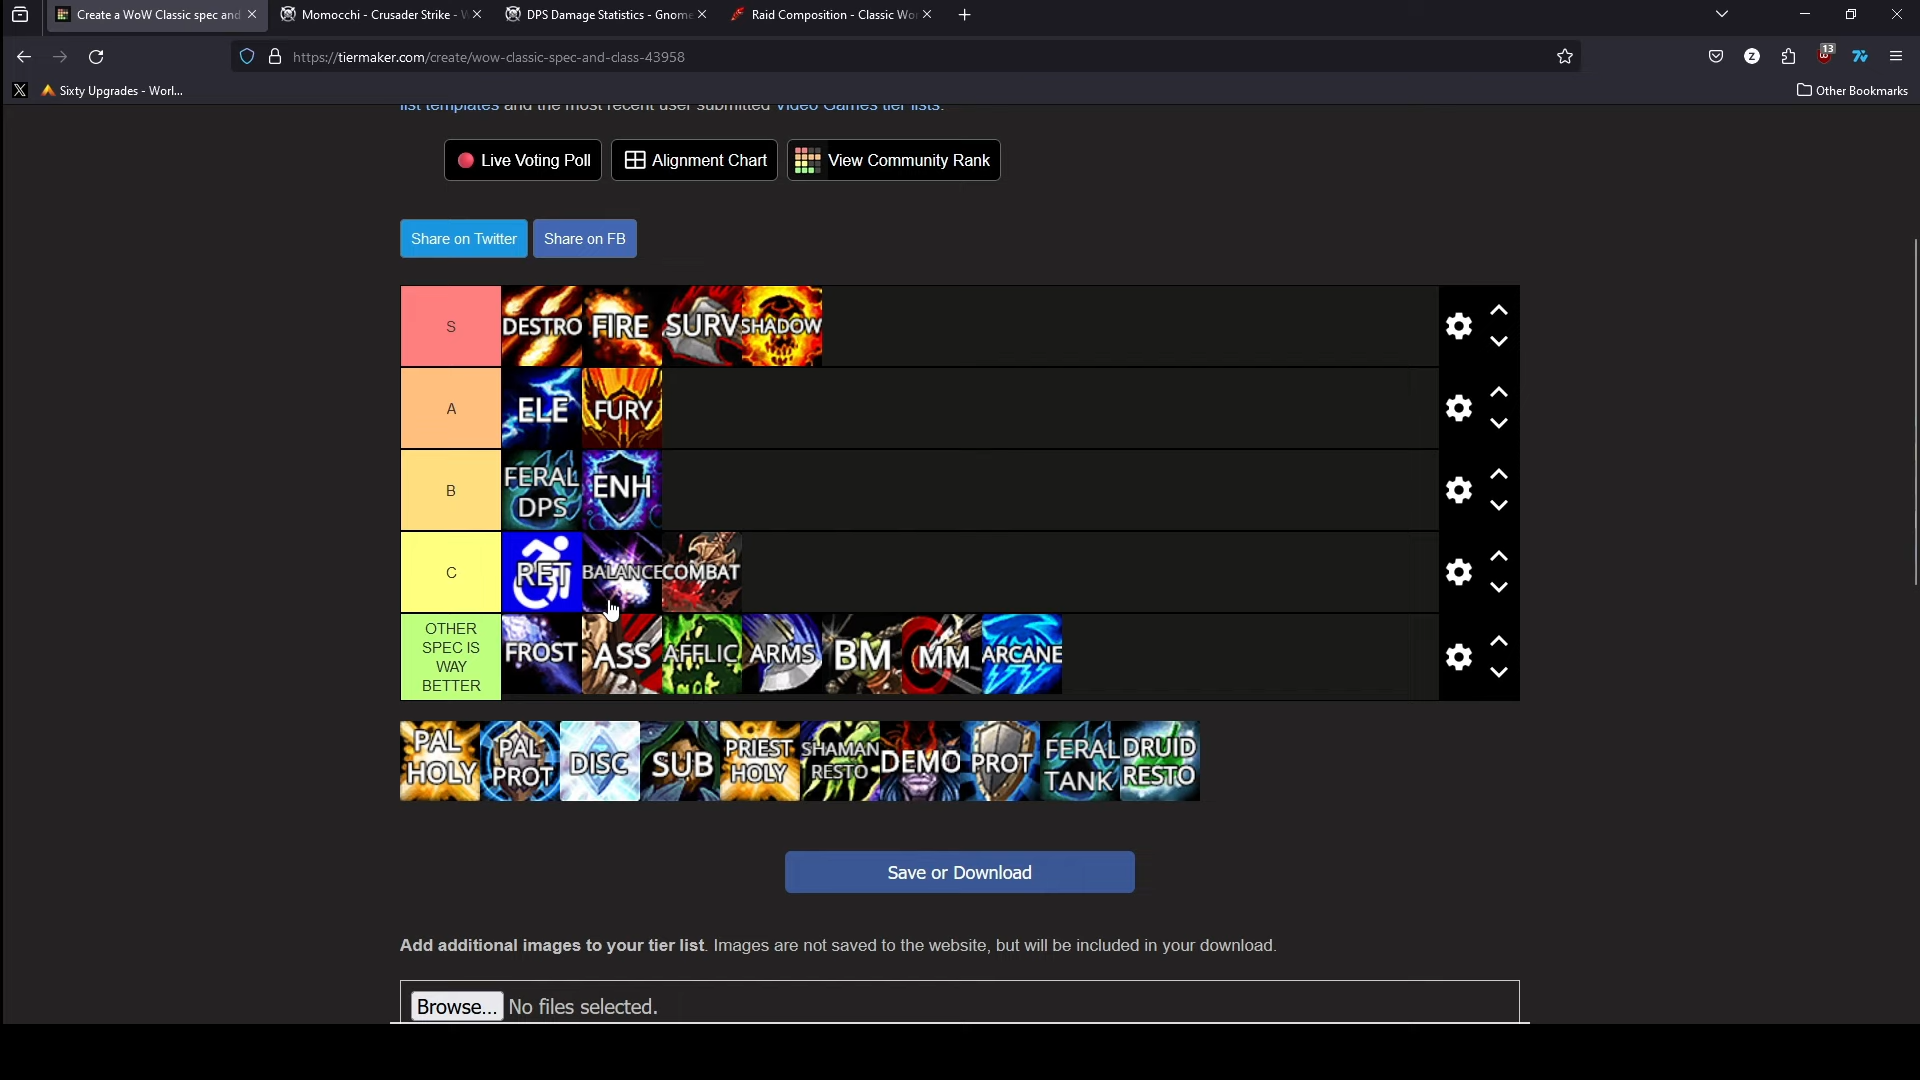 Create a WoW Classic spec and
Momocchi - Crusader Strike -
DPS Damage Statistics - Gnome
Raid Composition - Classic Wo
https://tiermaker.com/create/wow-classic-spec-and-class-43958
13
Z
X
Sixty Upgrades - Worl...
Other Bookmarks
list templates and the most recent user submitted Video Games tier lists.
Live Voting Poll
Alignment Chart
View Community Rank
Share on Twitter
Share on FB
S
DESTRO
FIRE
SURV
SHADOW
A
ELE
FURY
B
FERAL
DPS
ENH
C
RET
BALANCE
COMBAT
OTHER
SPEC IS
WAY
BETTER
FROST
ASS
AFFLIC
ARMS
BM
MM
ARCANE
PAL
HOLY
PAL
PROT
DISC
SUB
PRIEST
HOLY
SHAMAN
RESTO
DEMO
PROT
FERAL
TANK
DRUID
RESTO
Save or Download
Add additional images to your tier list. Images are not saved to the website, but will be included in your download.
Browse... No files selected.